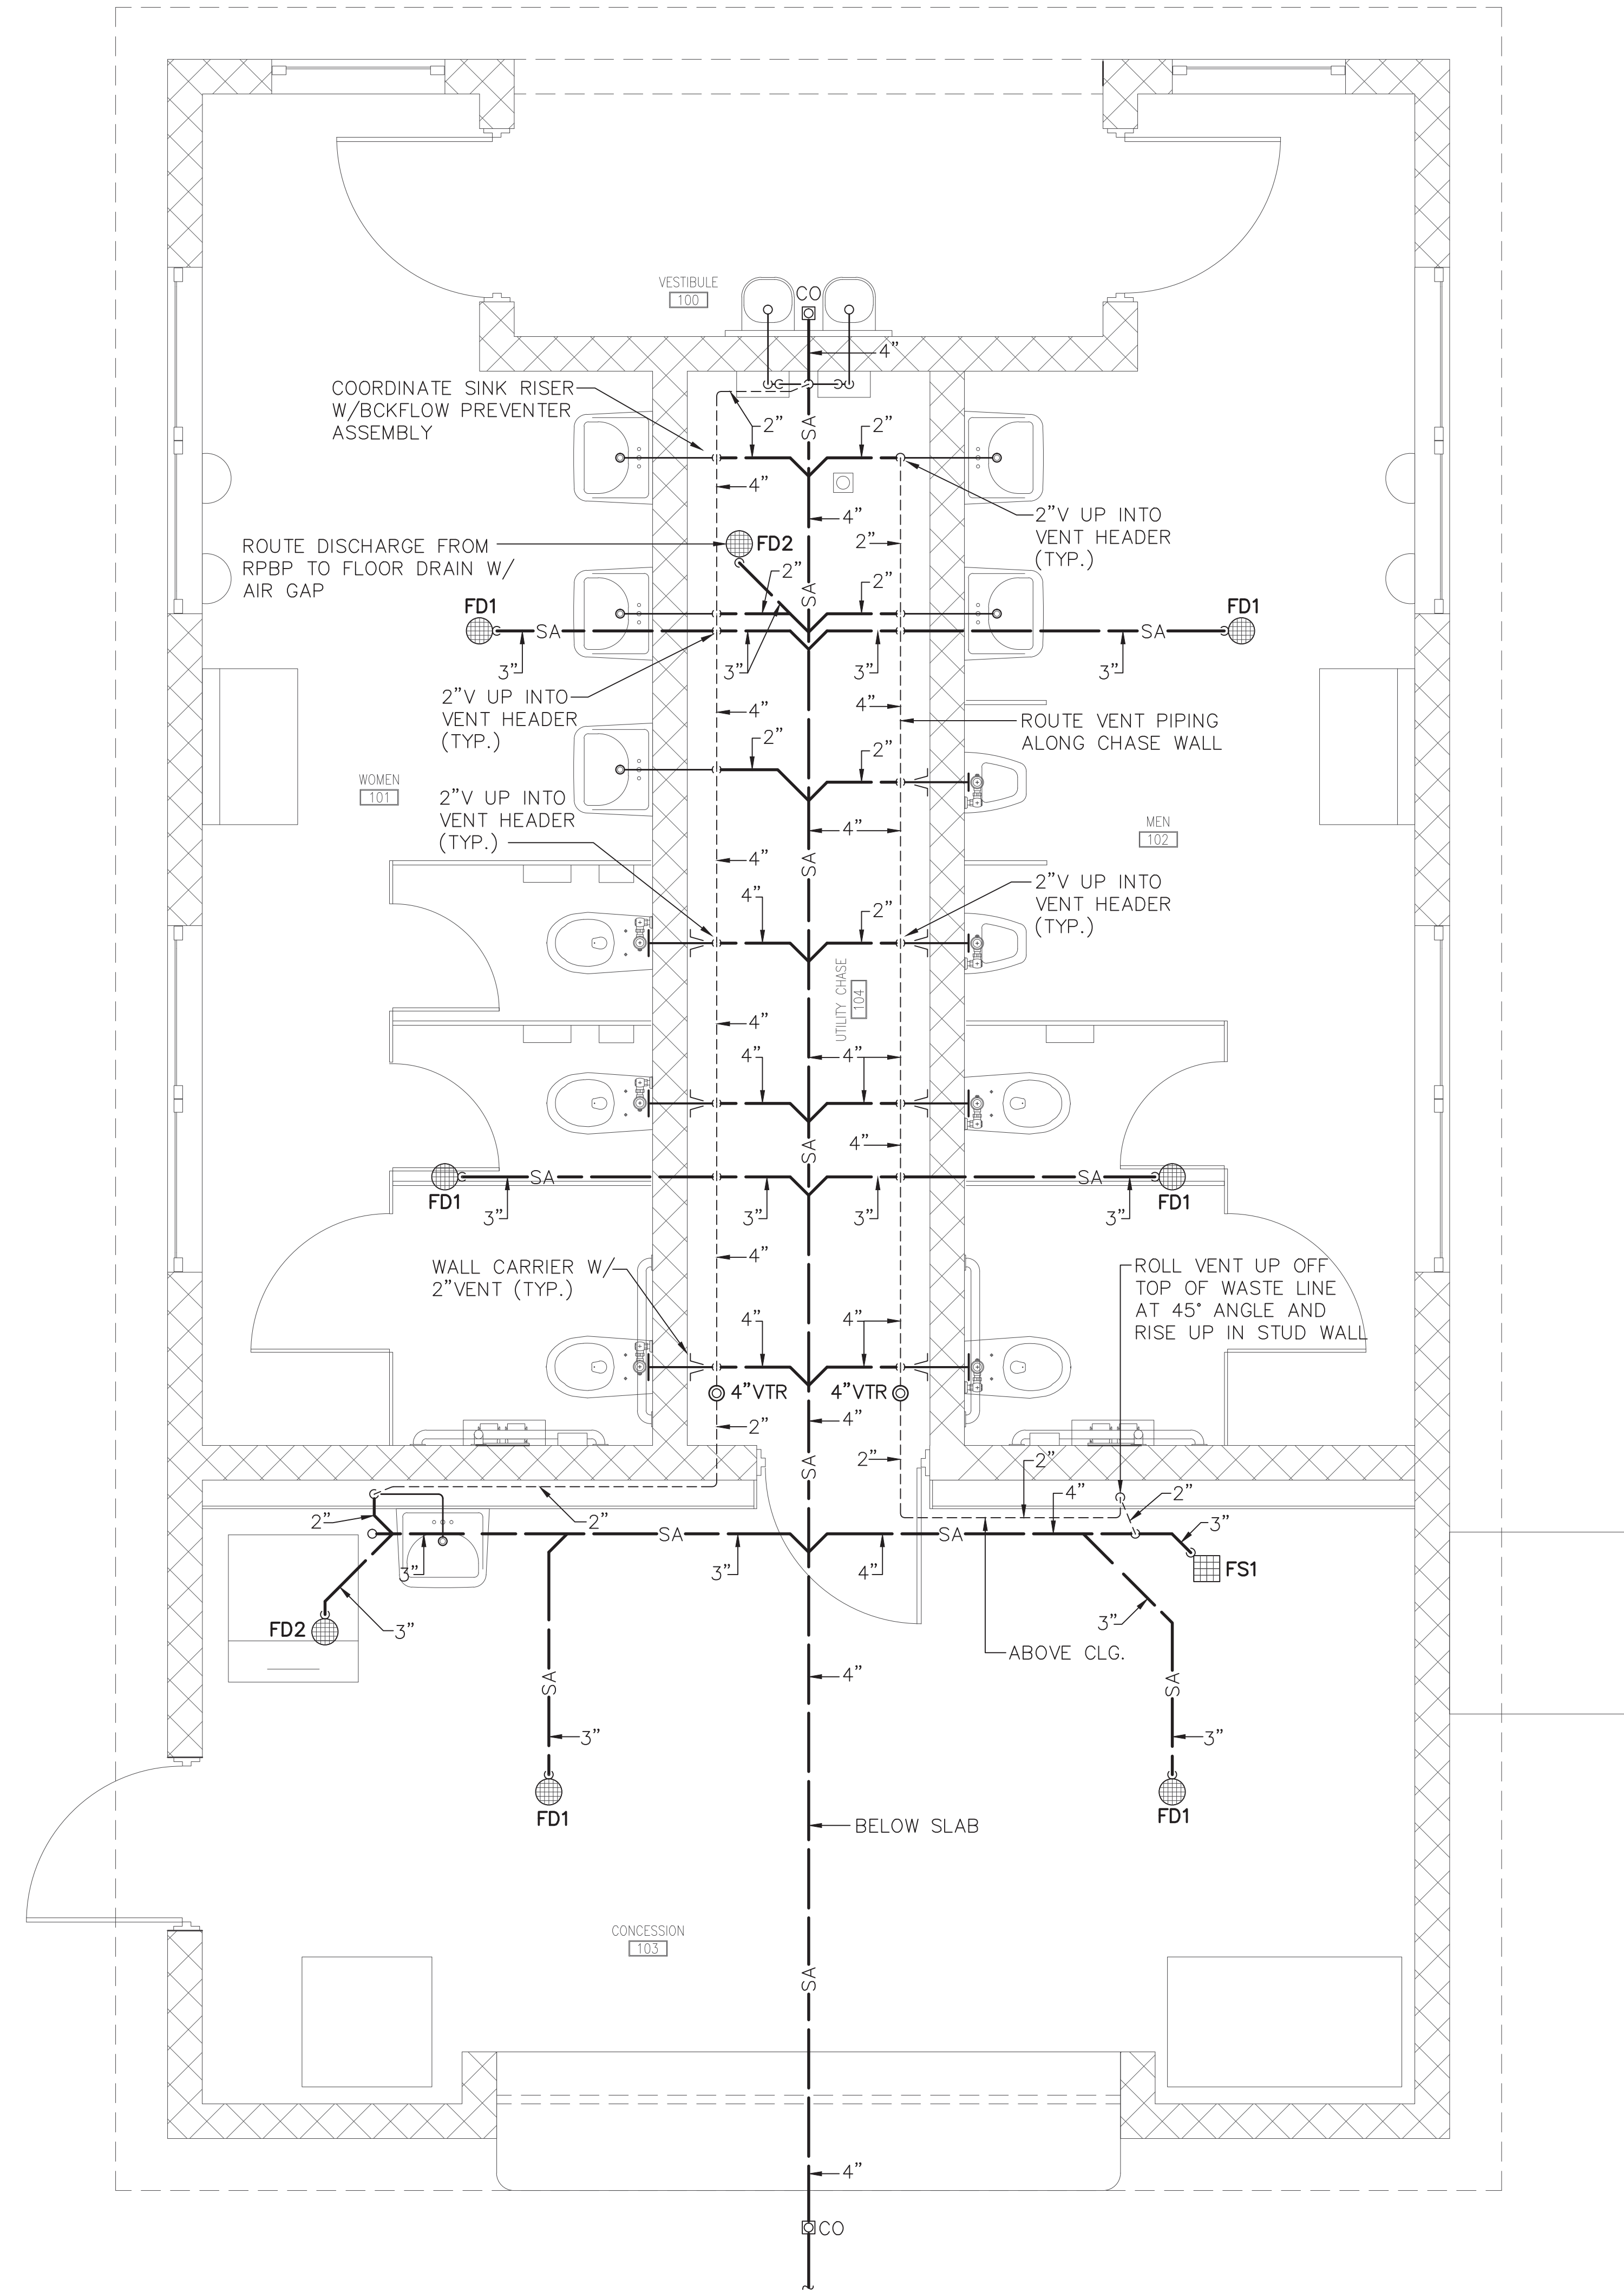 VESTIBULE
100
CO
4"
COORDINATE SINK RISER
W/BCKFLOW PREVENTER
ASSEMBLY
2"
SA
2"
4"
4"
2"V UP INTO
VENT HEADER
(TYP.)
ROUTE DISCHARGE FROM
RPBP TO FLOOR DRAIN W/
AIR GAP
FD2
2"
2"
SA
2"
FD1
SA
3"
3"
3"
SA
3"
FD1
2"V UP INTO
VENT HEADER
(TYP.)
4"
4"
ROUTE VENT PIPING
ALONG CHASE WALL
2"
2"
WOMEN
101
2"V UP INTO
VENT HEADER
(TYP.)
MEN
102
4"
4"
SA
4"
2"
2"V UP INTO
VENT HEADER
(TYP.)
UTILITY CHASE
104
4"
4"
4"
SA
4"
FD1
SA
3"
3"
3"
SA
3"
FD1
WALL CARRIER W/
2"VENT (TYP.)
4"
4"
4"
ROLL VENT UP OFF
TOP OF WASTE LINE
AT 45° ANGLE AND
RISE UP IN STUD WALL
4"VTR
4"VTR
2"
4"
SA
2"
2"
2"
2"
3"
SA
3"
4"
SA
4"
2"
3"
FS1
FD2
3"
3"
ABOVE CLG.
SA
3"
FD1
4"
SA
3"
FD1
BELOW SLAB
CONCESSION
103
SA
4"
CO